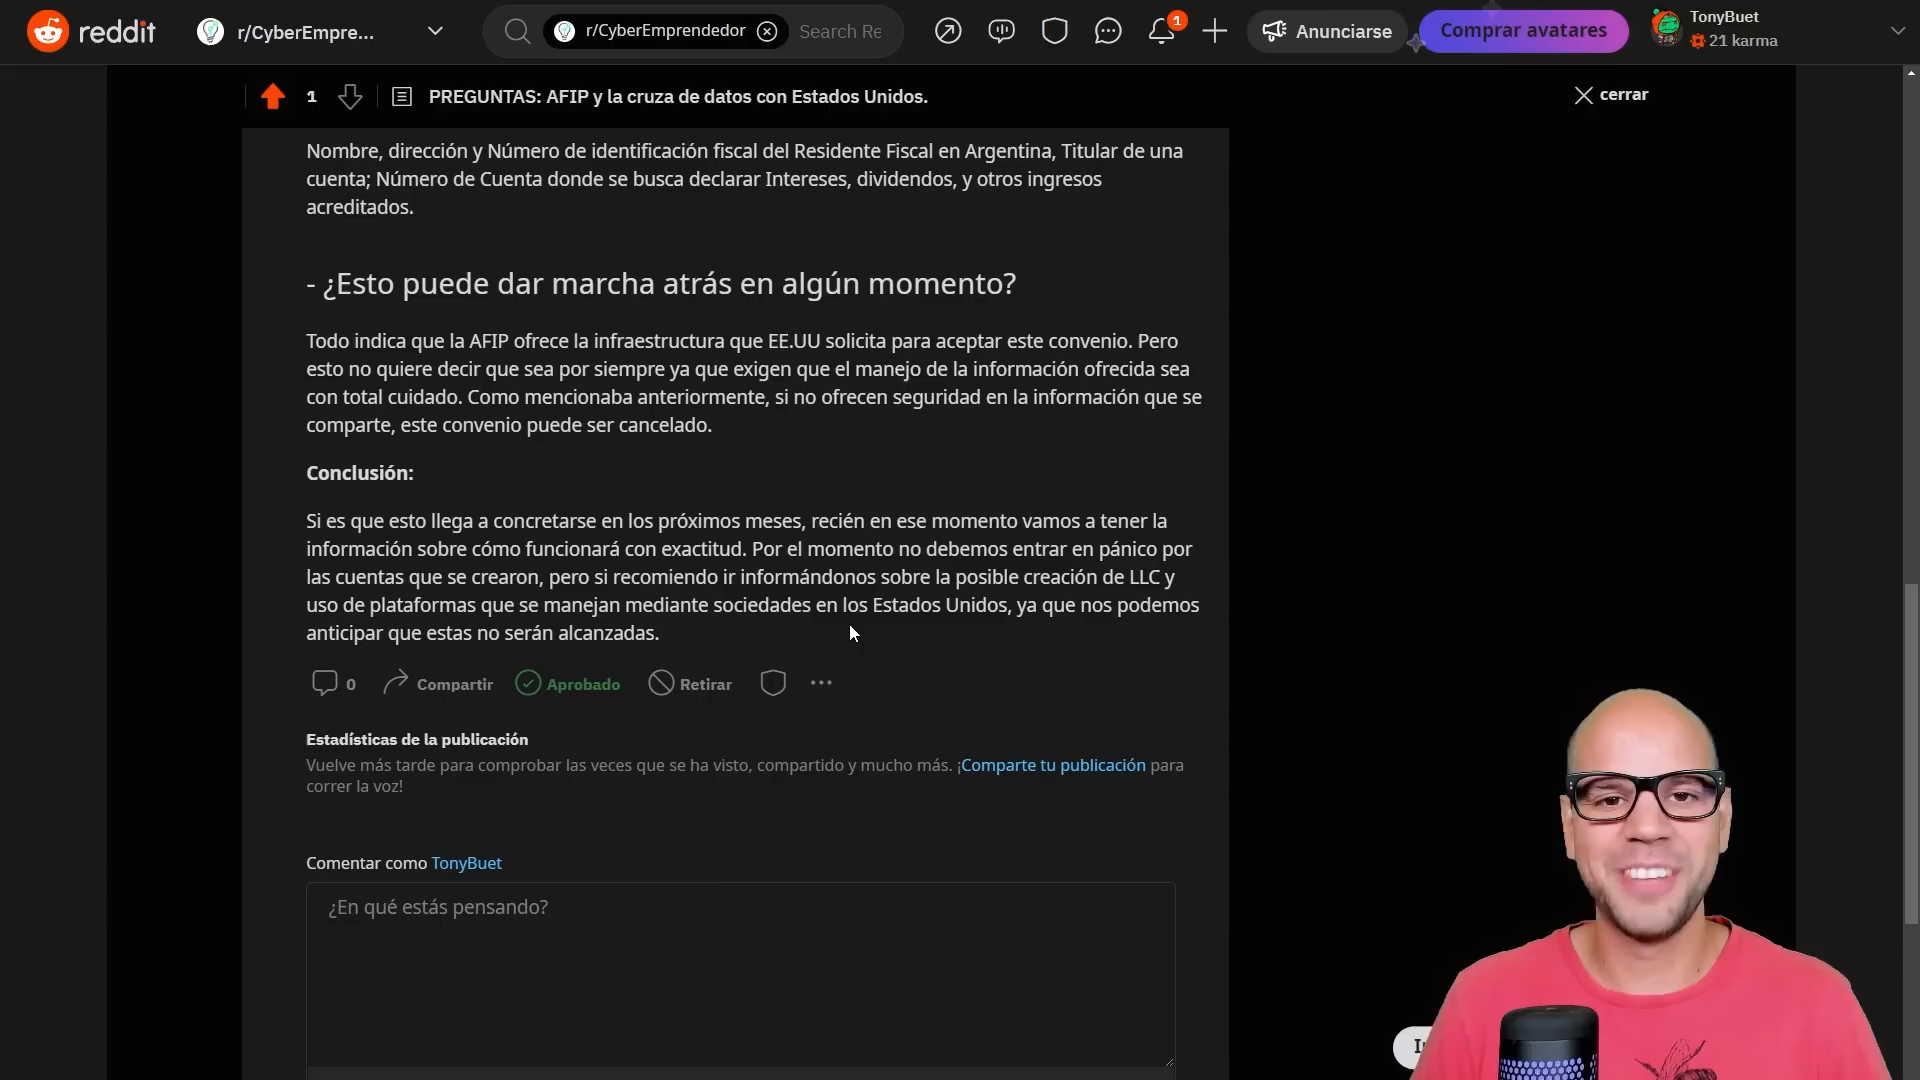 reddit
r/CyberEmpre...
r/CyberEmprendedor
Search Re
1
Anunciarse
Comprar avatares
TonyBuet
21 karma
1
PREGUNTAS: AFIP y la cruza de datos con Estados Unidos.
cerrar
Nombre, dirección y Número de identificación fiscal del Residente Fiscal en Argentina, Titular de una
cuenta; Número de Cuenta donde se busca declarar Intereses, dividendos, y otros ingresos
acreditados.
- ¿Esto puede dar marcha atrás en algún momento?
Todo indica que la AFIP ofrece la infraestructura que EE.UU solicita para aceptar este convenio. Pero
esto no quiere decir que sea por siempre ya que exigen que el manejo de la información ofrecida sea
con total cuidado. Como mencionaba anteriormente, si no ofrecen seguridad en la información que se
comparte, este convenio puede ser cancelado.
Conclusión:
Si es que esto llega a concretarse en los próximos meses, recién en ese momento vamos a tener la
información sobre cómo funcionará con exactitud. Por el momento no debemos entrar en pánico por
las cuentas que se crearon, pero si recomiendo ir informándonos sobre la posible creación de LLC y
uso de plataformas que se manejan mediante sociedades en los Estados Unidos, ya que nos podemos
anticipar que estas no serán alcanzadas.
0
Compartir
Aprobado
Retirar
Estadísticas de la publicación
Vuelve más tarde para comprobar las veces que se ha visto, compartido y mucho más. ¡Comparte tu publicación para
correr la voz!
Comentar como TonyBuet
¿En qué estás pensando?